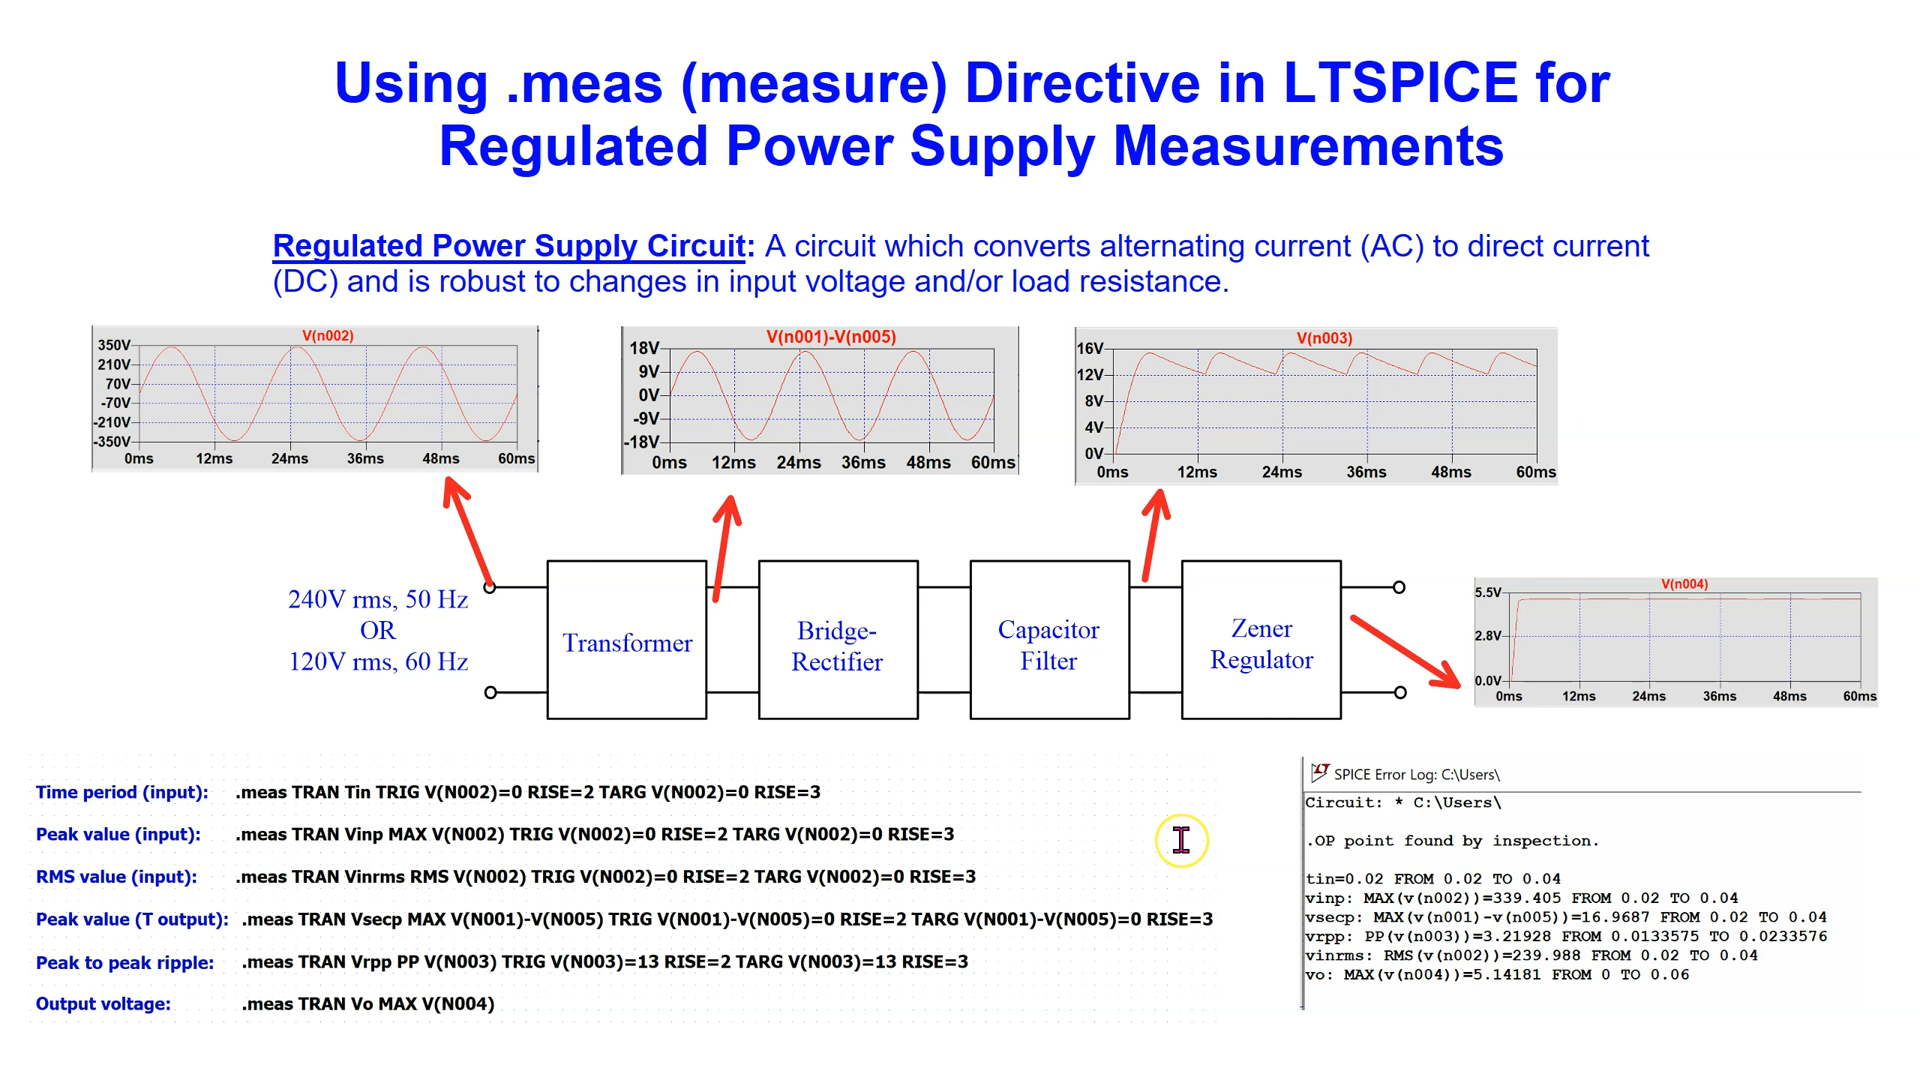 Using .meas (measure) Directive in LTSPICE for
Regulated Power Supply Measurements
Regulated Power Supply Circuit: A circuit which converts alternating current (AC) to direct current
(DC) and is robust to changes in input voltage and/or load resistance.
V(n002)
350V
210V
70V
-70V
-210V
-350V
0ms 12ms 24ms 36ms 48ms 60ms
V(n001)-V(n005)
18V
9V
0V
-9V
-18V
0ms 12ms 24ms 36ms 48ms 60ms
V(n003)
16V
12V
8V
4V
0V
0ms 12ms 24ms 36ms 48ms 60ms
240V rms, 50 Hz
OR
120V rms, 60 Hz
Transformer
Bridge-
Rectifier
Capacitor
Filter
Zener
Regulator
V(n004)
5.5V
2.8V
0.0V
0ms 12ms 24ms 36ms 48ms 60ms
Time period (input): .meas TRAN Tin TRIG V(N002)=0 RISE=2 TARG V(N002)=0 RISE=3
Peak value (input): .meas TRAN Vinp MAX V(N002) TRIG V(N002)=0 RISE=2 TARG V(N002)=0 RISE=3
RMS value (input): .meas TRAN Vinrms RMS V(N002) TRIG V(N002)=0 RISE=2 TARG V(N002)=0 RISE=3
Peak value (T output): .meas TRAN Vsecp MAX V(N001)-V(N005) TRIG V(N001)-V(N005)=0 RISE=2 TARG V(N001)-V(N005)=0 RISE=3
Peak to peak ripple: .meas TRAN Vrpp PP V(N003) TRIG V(N003)=13 RISE=2 TARG V(N003)=13 RISE=3
Output voltage: .meas TRAN Vo MAX V(N004)
SPICE Error Log: C:\Users\
Circuit: * C:\Users\
.OP point found by inspection.
tin=0.02 FROM 0.02 TO 0.04
vinp: MAX(v(n002))=339.405 FROM 0.02 TO 0.04
vsecp: MAX(v(n001)-v(n005))=16.9687 FROM 0.02 TO 0.04
vrpp: PP(v(n003))=3.21928 FROM 0.0133575 TO 0.0233576
vinrms: RMS(v(n002))=239.988 FROM 0.02 TO 0.04
vo: MAX(v(n004))=5.14181 FROM 0 TO 0.06